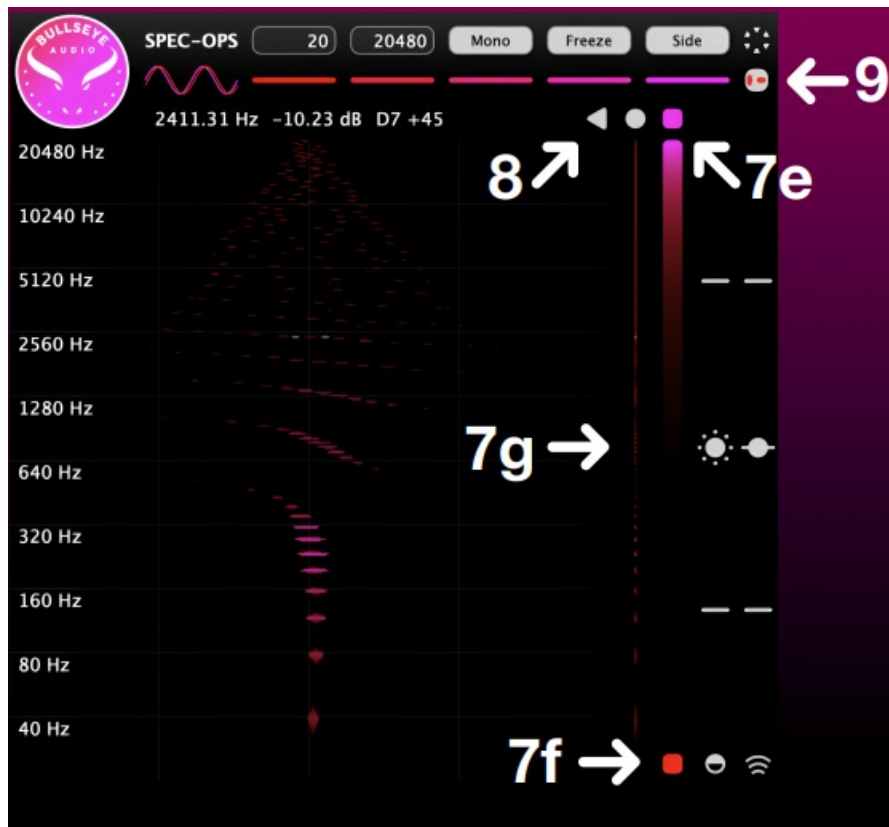 BULLSEYE
AUDIO
SPEC-OPS 20 20480 Mono Freeze Side
9
2411.31 Hz -10.23 dB D7 +45
8
7e
20480 Hz
10240 Hz
5120 Hz
2560 Hz
1280 Hz
7g
640 Hz
320 Hz
160 Hz
80 Hz
40 Hz
7f